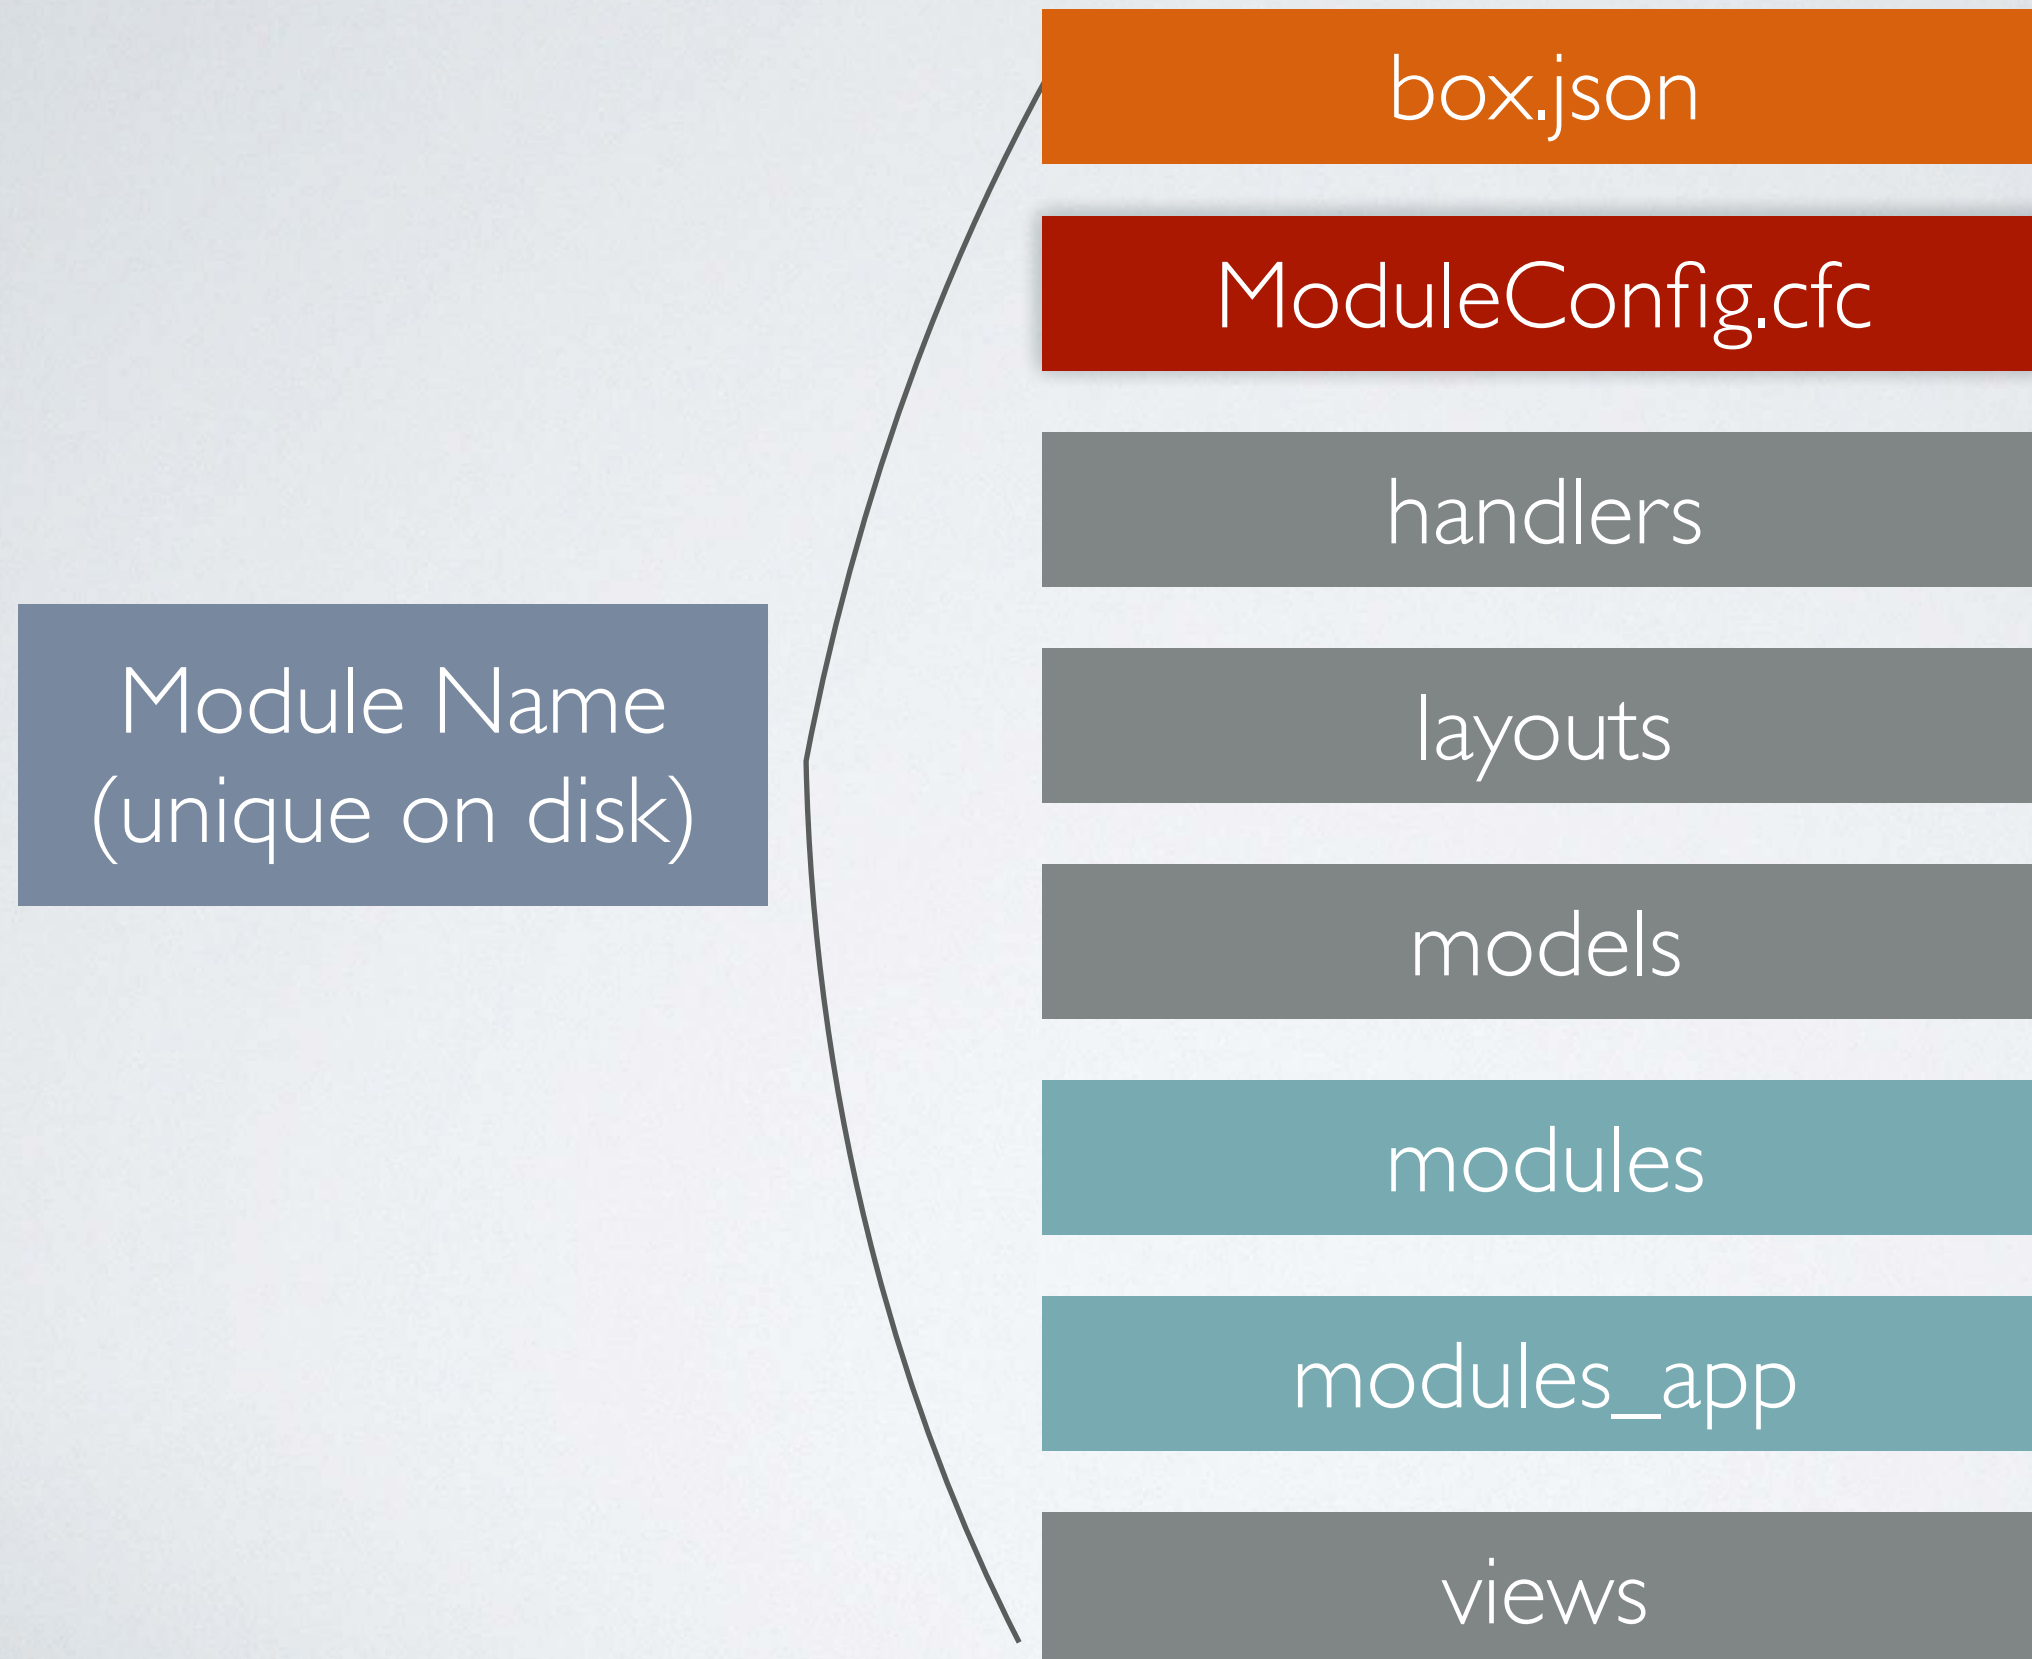 Module Name
(unique on disk)
box.json
ModuleConfig.cfc
handlers
layouts
models
modules
modules_app
views